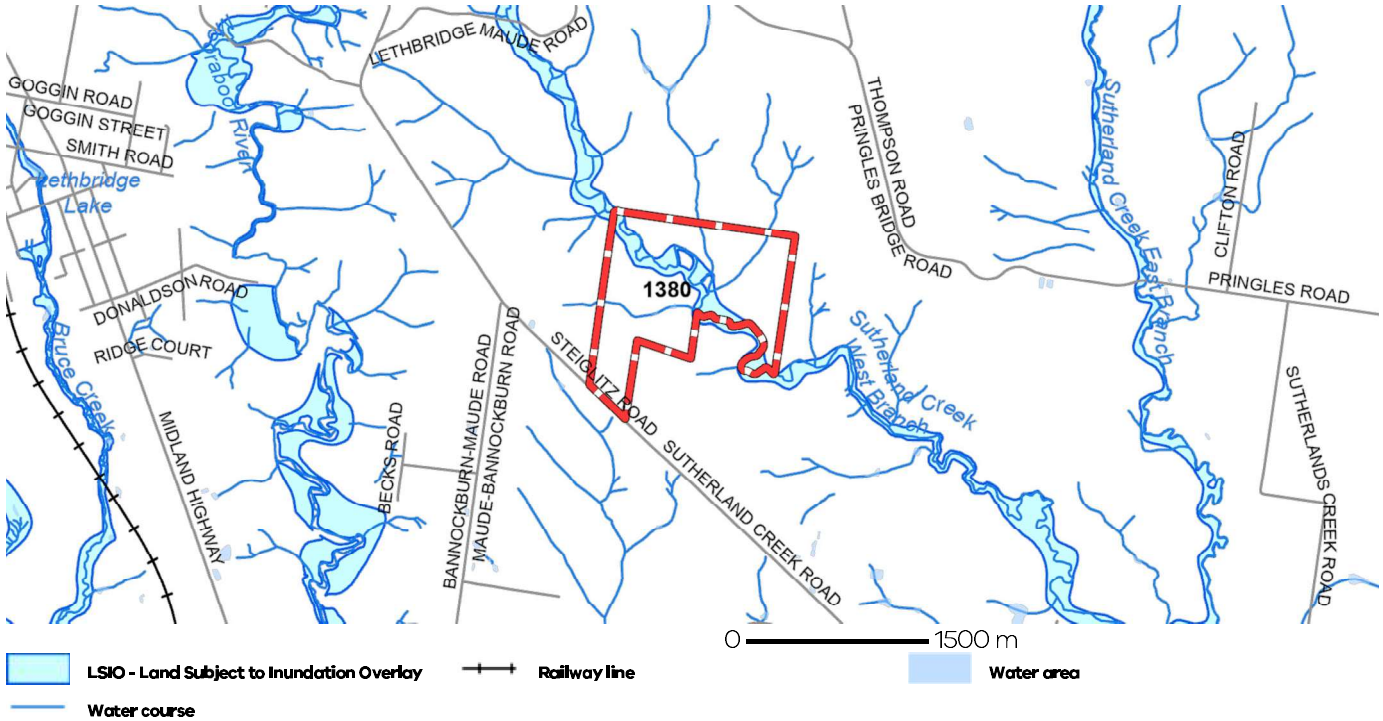 LETHBRIDGE MAUDE ROAD
GOGGIN ROAD
GOGGIN STREET
SMITH ROAD
River
Lethbridge
Lake
THOMPSON ROAD
PRINGLES BRIDGE ROAD
Sutherland Creek East Branch
CLIFTON ROAD
PRINGLES ROAD
1380
DONALDSON ROAD
RIDGE COURT
Bruce Creek
MIDLAND HIGHWAY
BECKS ROAD
BANNOCKBURN-MAUDE ROAD
MAUDE-BANNOCKBURN ROAD
STEIGLITZ ROAD
SUTHERLAND CREEK ROAD
Sutherland Creek
West Branch
SUTHERLANDS CREEK ROAD
0 1500 m
LSIO - Land Subject to Inundation Overlay
Railway line
Water area
Water course